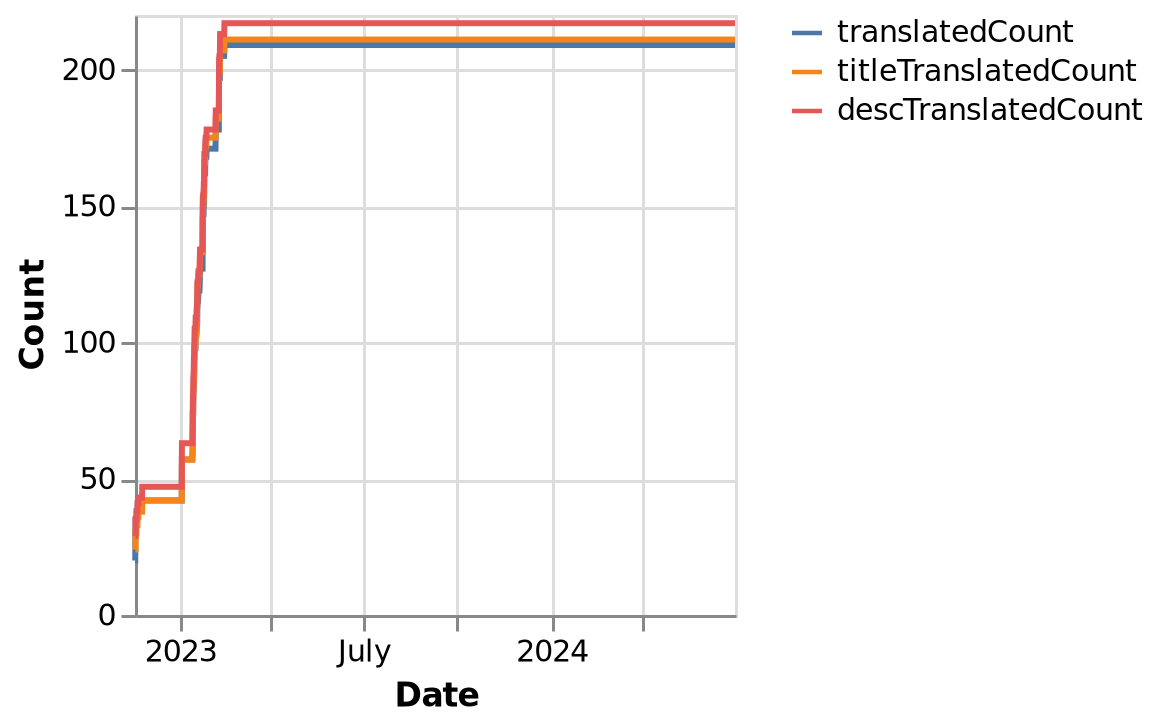 translatedCount
titleTranslatedCount
descTranslatedCount
200
150
100
50
0
Count
2023 July 2024
Date